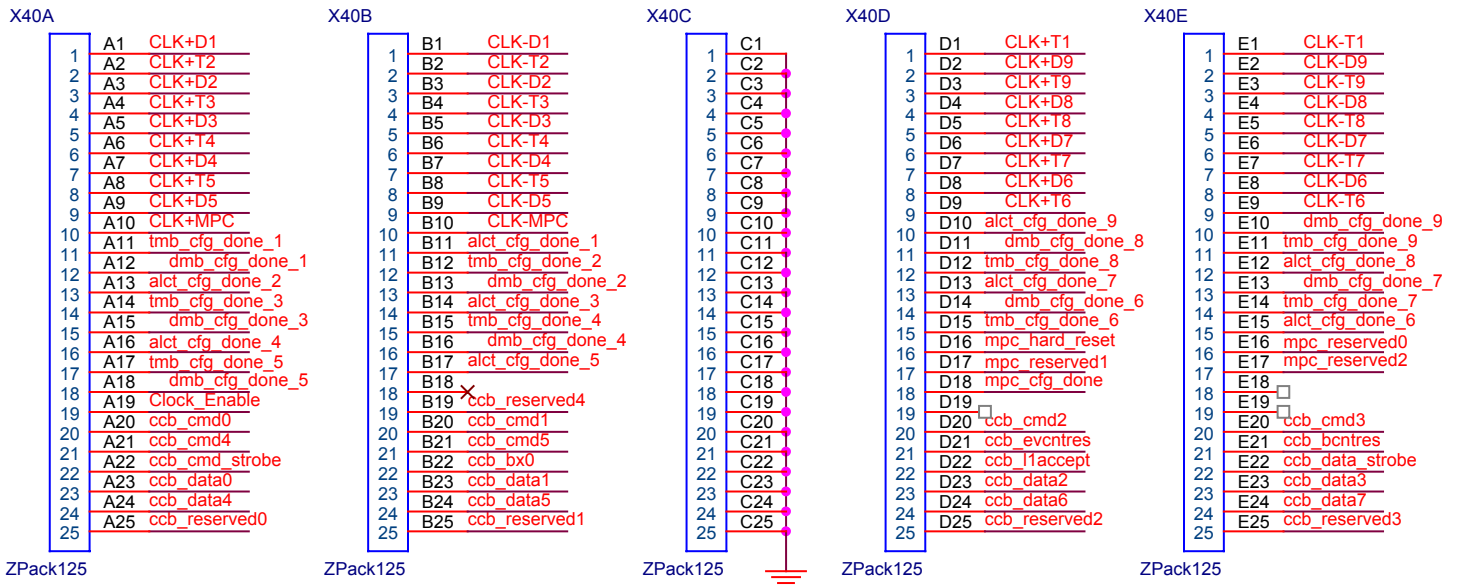 X40A X40B X40C X40D X40E
1 A1 CLK+D1 1 B1 CLK-D1 1 C1 1 D1 CLK+T1 1 E1 CLK-T1
2 A2 CLK+T2 2 B2 CLK-T2 2 C2 2 D2 CLK+D9 2 E2 CLK-D9
3 A3 CLK+D2 3 B3 CLK-D2 3 C3 3 D3 CLK+T9 3 E3 CLK-T9
4 A4 CLK+T3 4 B4 CLK-T3 4 C4 4 D4 CLK+D8 4 E4 CLK-D8
5 A5 CLK+D3 5 B5 CLK-D3 5 C5 5 D5 CLK+T8 5 E5 CLK-T8
6 A6 CLK+T4 6 B6 CLK-T4 6 C6 6 D6 CLK+D7 6 E6 CLK-D7
7 A7 CLK+D4 7 B7 CLK-D4 7 C7 7 D7 CLK+T7 7 E7 CLK-T7
8 A8 CLK+T5 8 B8 CLK-T5 8 C8 8 D8 CLK+D6 8 E8 CLK-D6
9 A9 CLK+D5 9 B9 CLK-D5 9 C9 9 D9 CLK+T6 9 E9 CLK-T6
10 A10 CLK+MPC 10 B10 CLK-MPC 10 C10 10 D10 alct_cfg_done_9 10 E10 dmb_cfg_done_9
11 A11 tmb_cfg_done_1 11 B11 alct_cfg_done_1 11 C11 11 D11 dmb_cfg_done_8 11 E11 tmb_cfg_done_9
12 A12 dmb_cfg_done_1 12 B12 tmb_cfg_done_2 12 C12 12 D12 tmb_cfg_done_8 12 E12 alct_cfg_done_8
13 A13 alct_cfg_done_2 13 B13 dmb_cfg_done_2 13 C13 13 D13 alct_cfg_done_7 13 E13 dmb_cfg_done_7
14 A14 tmb_cfg_done_3 14 B14 alct_cfg_done_3 14 C14 14 D14 dmb_cfg_done_6 14 E14 tmb_cfg_done_7
15 A15 dmb_cfg_done_3 15 B15 tmb_cfg_done_4 15 C15 15 D15 tmb_cfg_done_6 15 E15 alct_cfg_done_6
16 A16 alct_cfg_done_4 16 B16 dmb_cfg_done_4 16 C16 16 D16 mpc_hard_reset 16 E16 mpc_reserved0
17 A17 tmb_cfg_done_5 17 B17 alct_cfg_done_5 17 C17 17 D17 mpc_reserved1 17 E17 mpc_reserved2
18 A18 dmb_cfg_done_5 18 B18 18 C18 18 D18 mpc_cfg_done 18 E18
19 A19 Clock_Enable 19 B19 ccb_reserved4 19 C19 19 D19 19 E19
20 A20 ccb_cmd0 20 B20 ccb_cmd1 20 C20 20 D20 ccb_cmd2 20 E20 ccb_cmd3
21 A21 ccb_cmd4 21 B21 ccb_cmd5 21 C21 21 D21 ccb_evcntres 21 E21 ccb_bcntres
22 A22 ccb_cmd_strobe 22 B22 ccb_bx0 22 C22 22 D22 ccb_l1accept 22 E22 ccb_data_strobe
23 A23 ccb_data0 23 B23 ccb_data1 23 C23 23 D23 ccb_data2 23 E23 ccb_data3
24 A24 ccb_data4 24 B24 ccb_data5 24 C24 24 D24 ccb_data6 24 E24 ccb_data7
25 A25 ccb_reserved0 25 B25 ccb_reserved1 25 C25 25 D25 ccb_reserved2 25 E25 ccb_reserved3
ZPack125 ZPack125 ZPack125 ZPack125 ZPack125